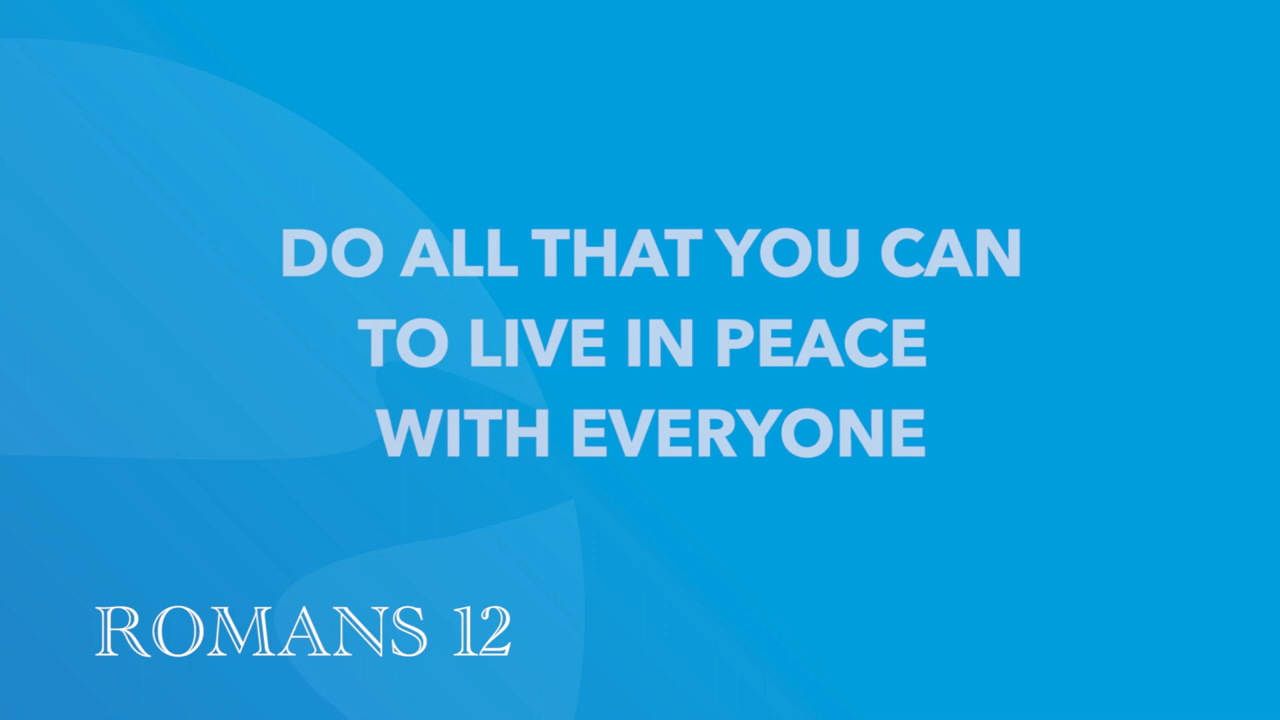 DO ALL THAT YOU CAN
TO LIVE IN PEACE
WITH EVERYONE
ROMANS 12